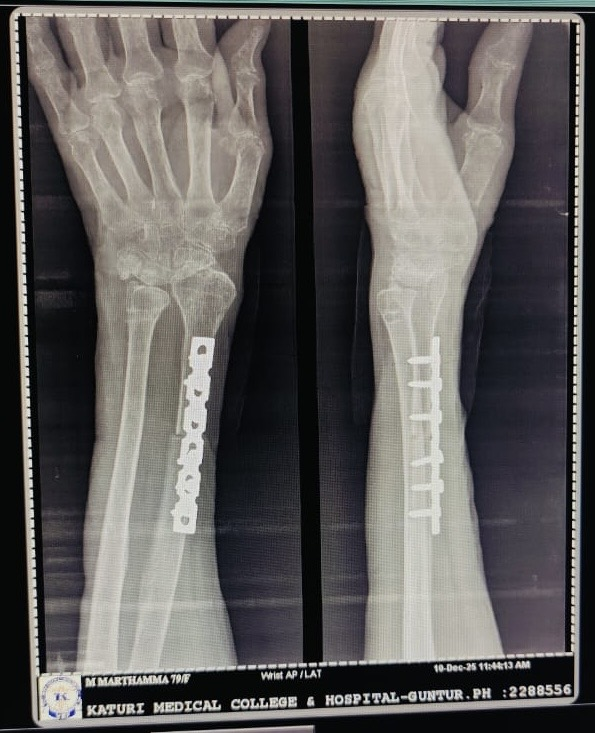 M MARTHAMMA 79/F
Wrist AP / LAT
10-Dec-25 11:44:13 AM
KATURI MEDICAL COLLEGE & HOSPITAL-GUNTUR.PH :2288556